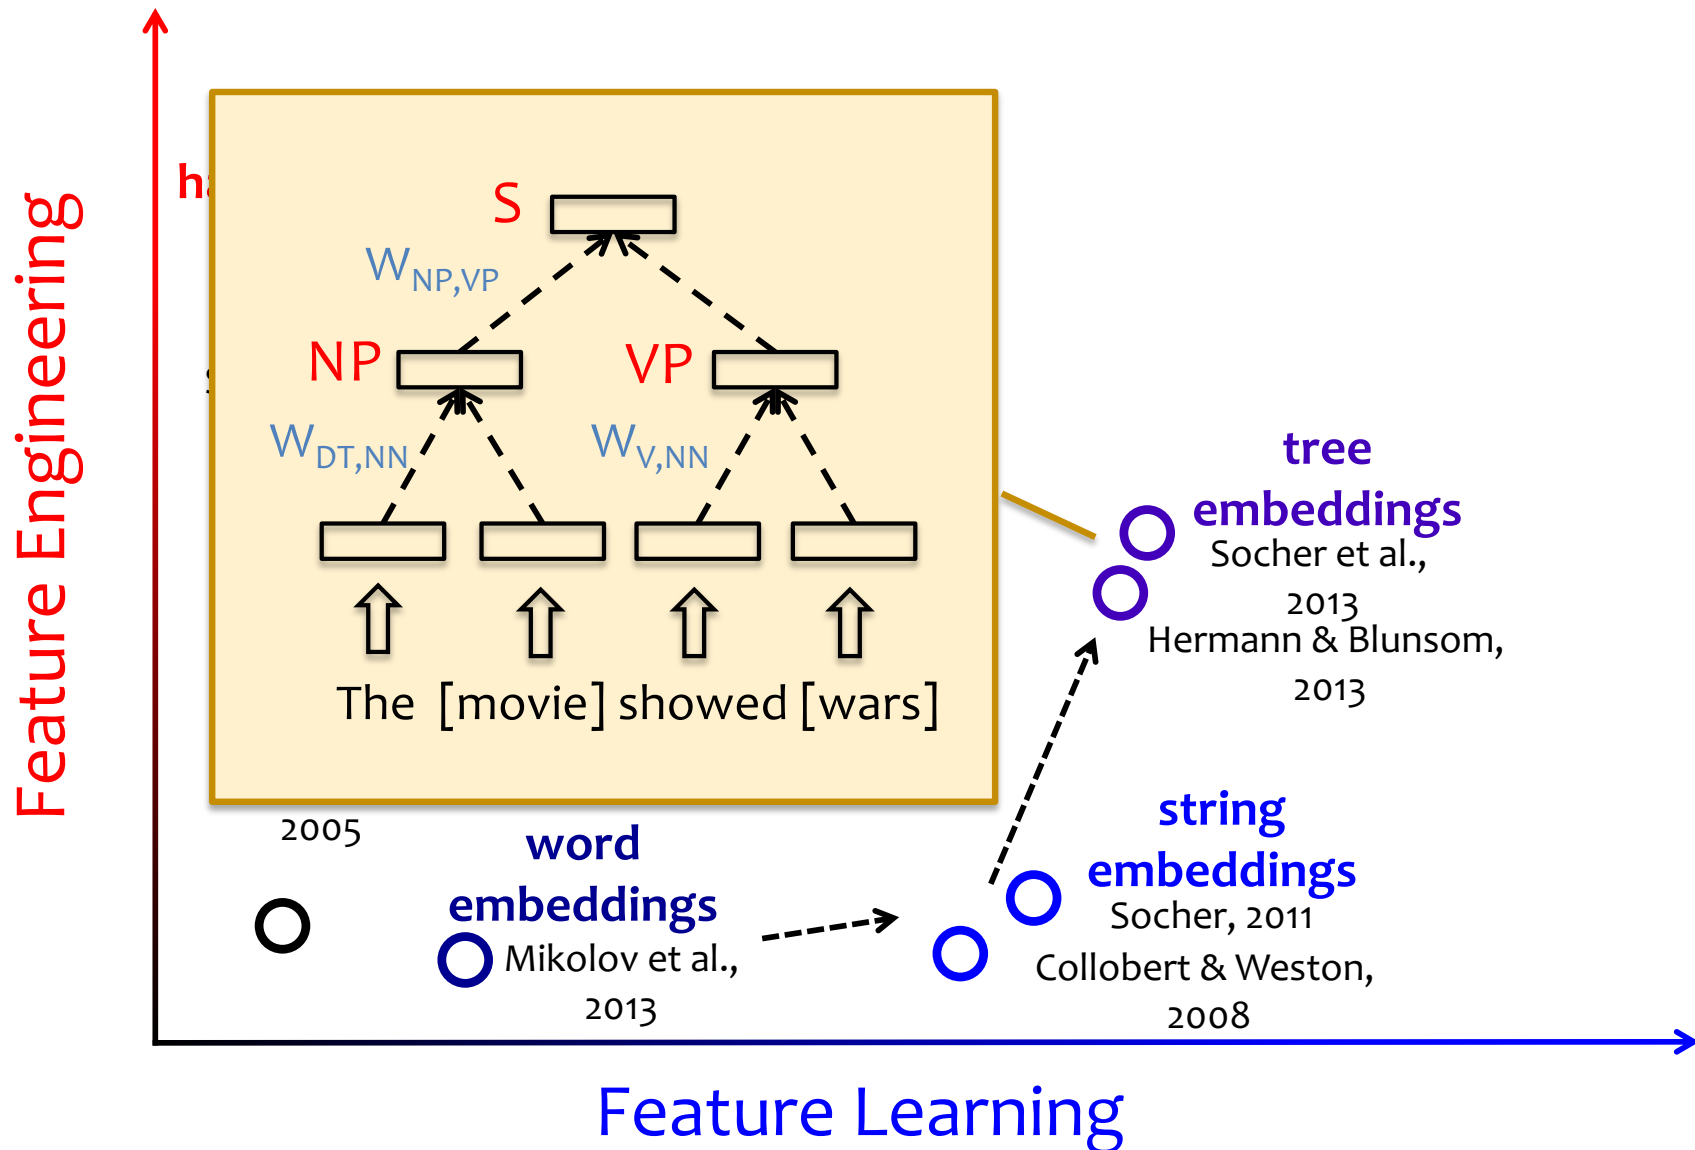 Feature Engineering
S
W NP,VP
NP
VP
W DT,NN
W V,NN
The [movie] showed [wars]
tree
embeddings
Socher et al.,
2013
Hermann & Blunsom,
2013
2005
word
embeddings
Mikolov et al.,
2013
string
embeddings
Socher, 2011
Collobert & Weston,
2008
Feature Learning